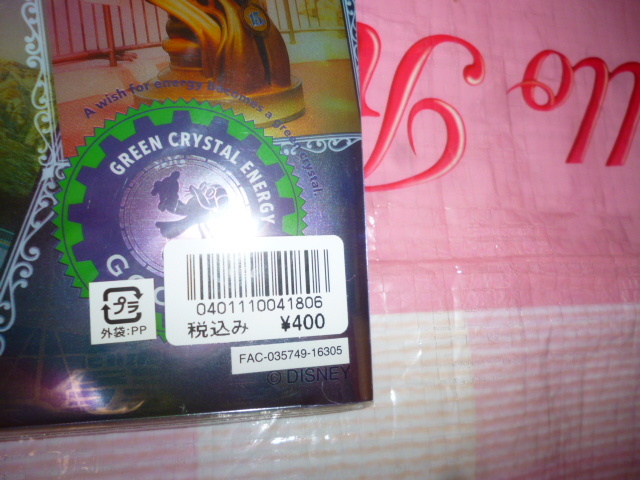 A wish for energy becomes a green crystal.
GREEN CRYSTAL ENERGY
0401110041806
税込み ¥400
プラ
外袋:PP
FAC-035749-16305
© DISNEY